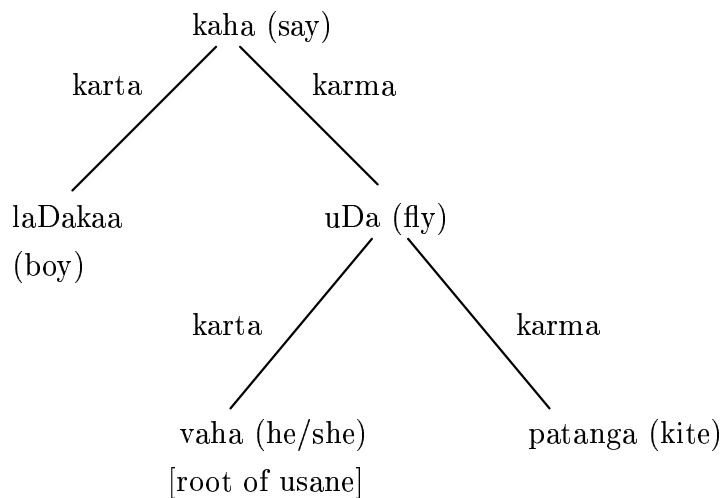 kaha (say)
karta karma
laDakaa uDa (fly)
(boy)
karta karma
vaha (he/she) patanga (kite)
[root of usane]